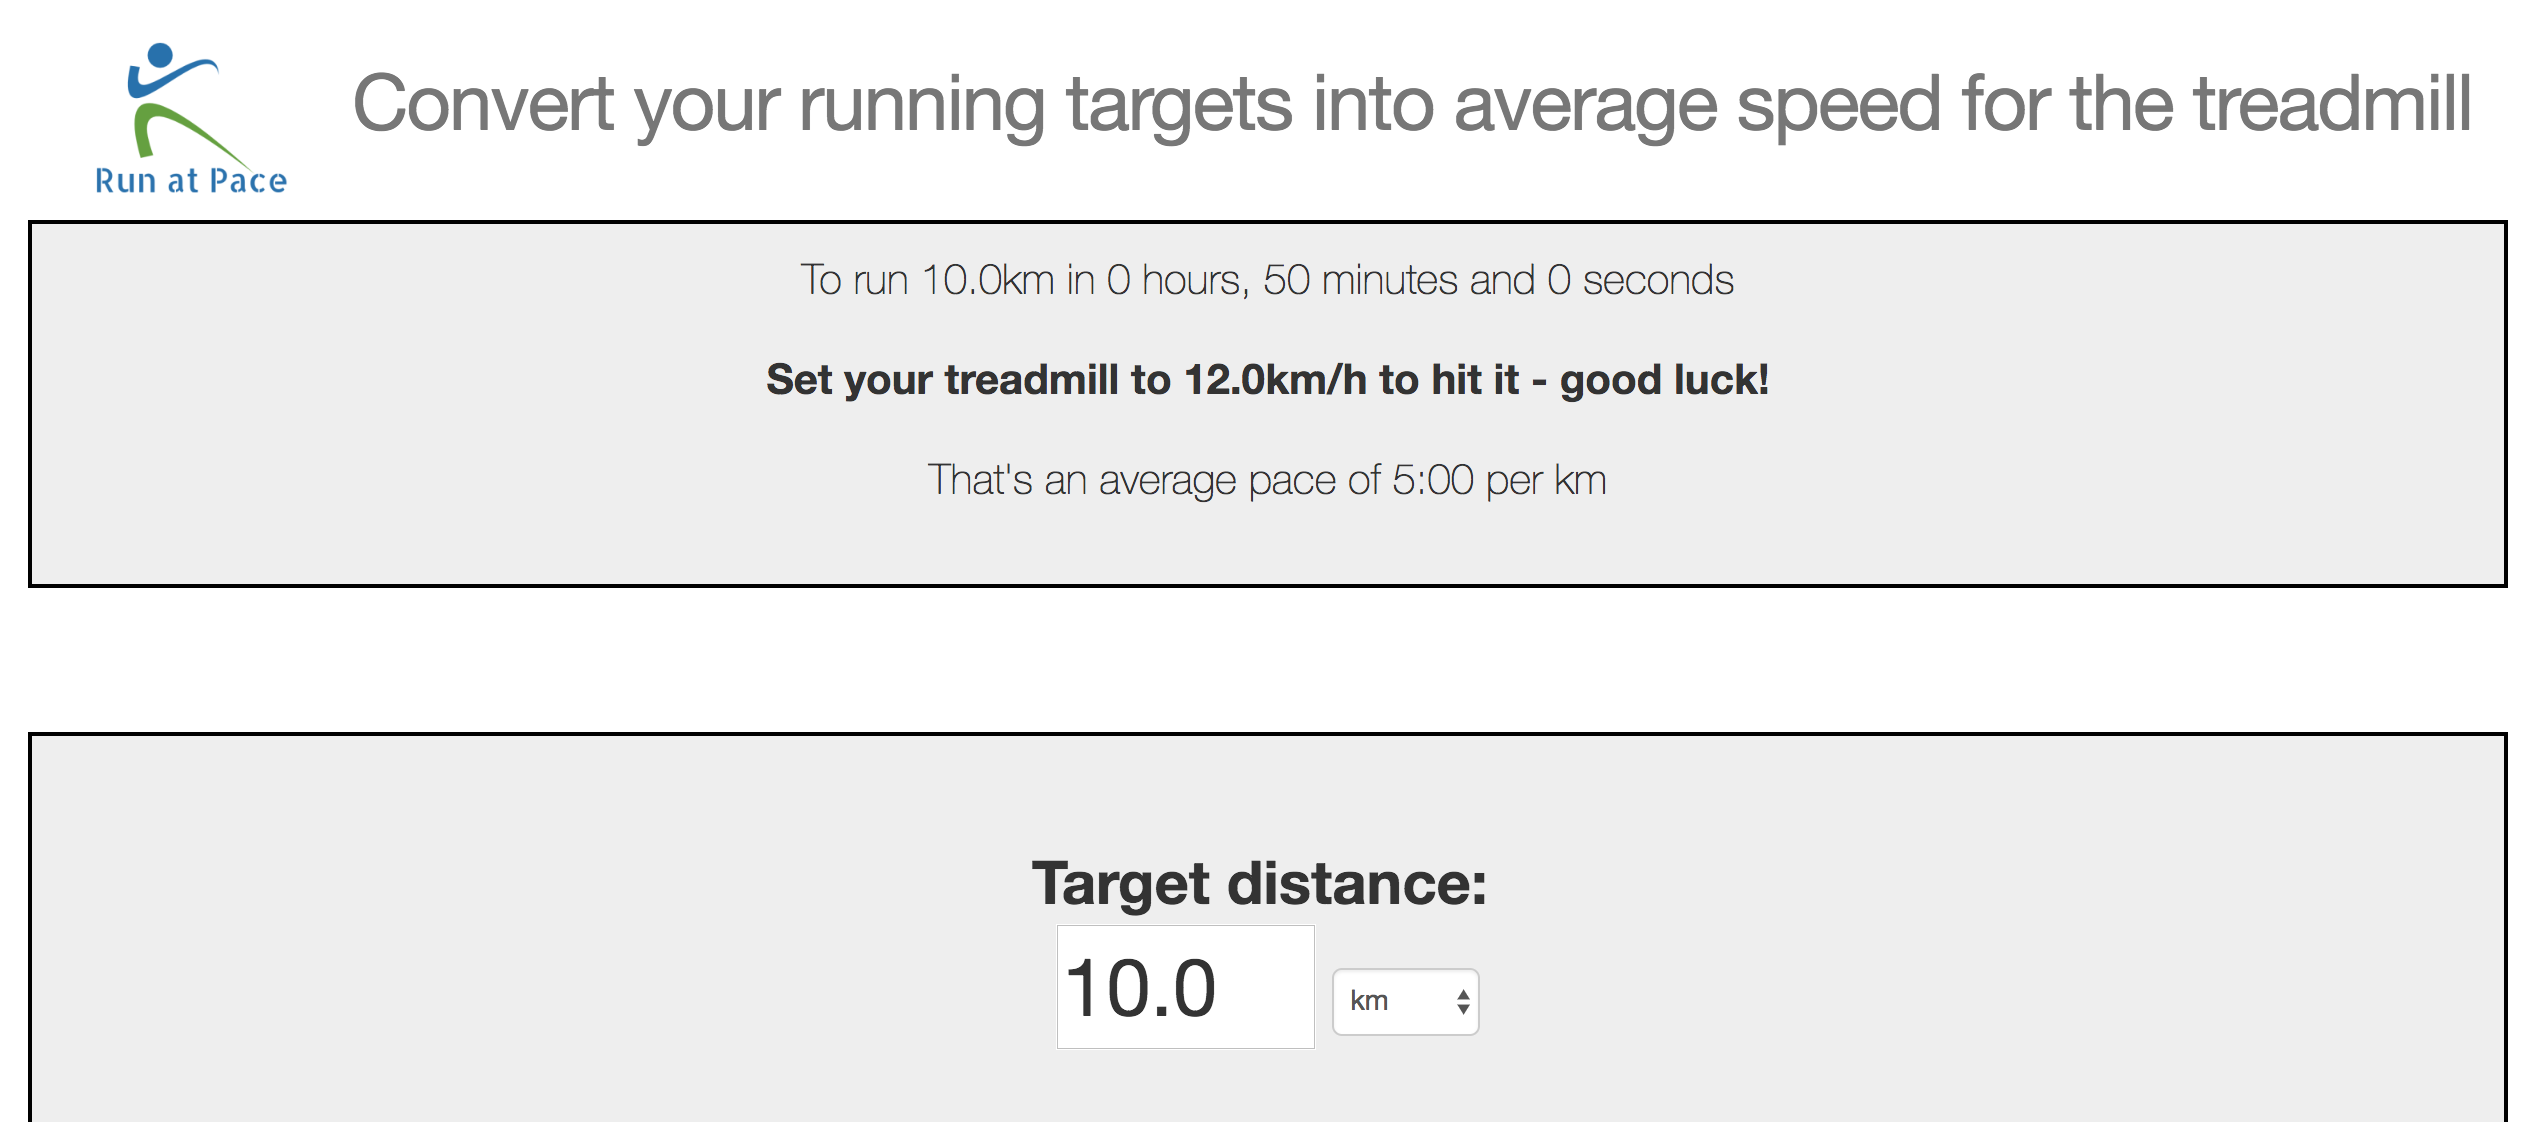 Convert your running targets into average speed for the treadmill
Run at Pace
To run 10.0km in 0 hours, 50 minutes and 0 seconds
Set your treadmill to 12.0km/h to hit it - good luck!
That's an average pace of 5:00 per km
Target distance:
10.0
km